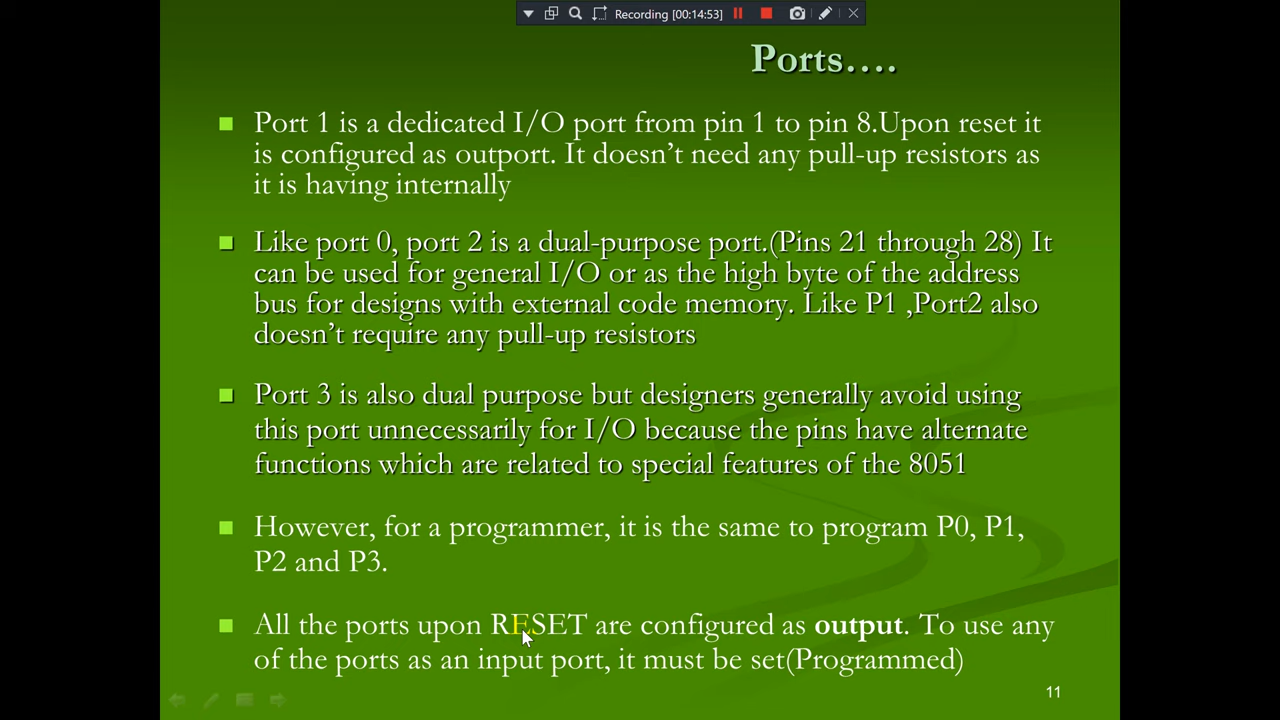 Recording [00:14:53]
Ports....
Port 1 is a dedicated I/O port from pin 1 to pin 8.Upon reset it
is configured as outport. It doesn't need any pull-up resistors as
it is having internally
Like port 0, port 2 is a dual-purpose port.(Pins 21 through 28) It
can be used for general I/O or as the high byte of the address
bus for designs with external code memory. Like P1 ,Port2 also
doesn't require any pull-up resistors
Port 3 is also dual purpose but designers generally avoid using
this port unnecessarily for I/O because the pins have alternate
functions which are related to special features of the 8051
However, for a programmer, it is the same to program P0, P1,
P2 and P3.
All the ports upon RESET are configured as output. To use any
of the ports as an input port, it must be set(Programmed)
11